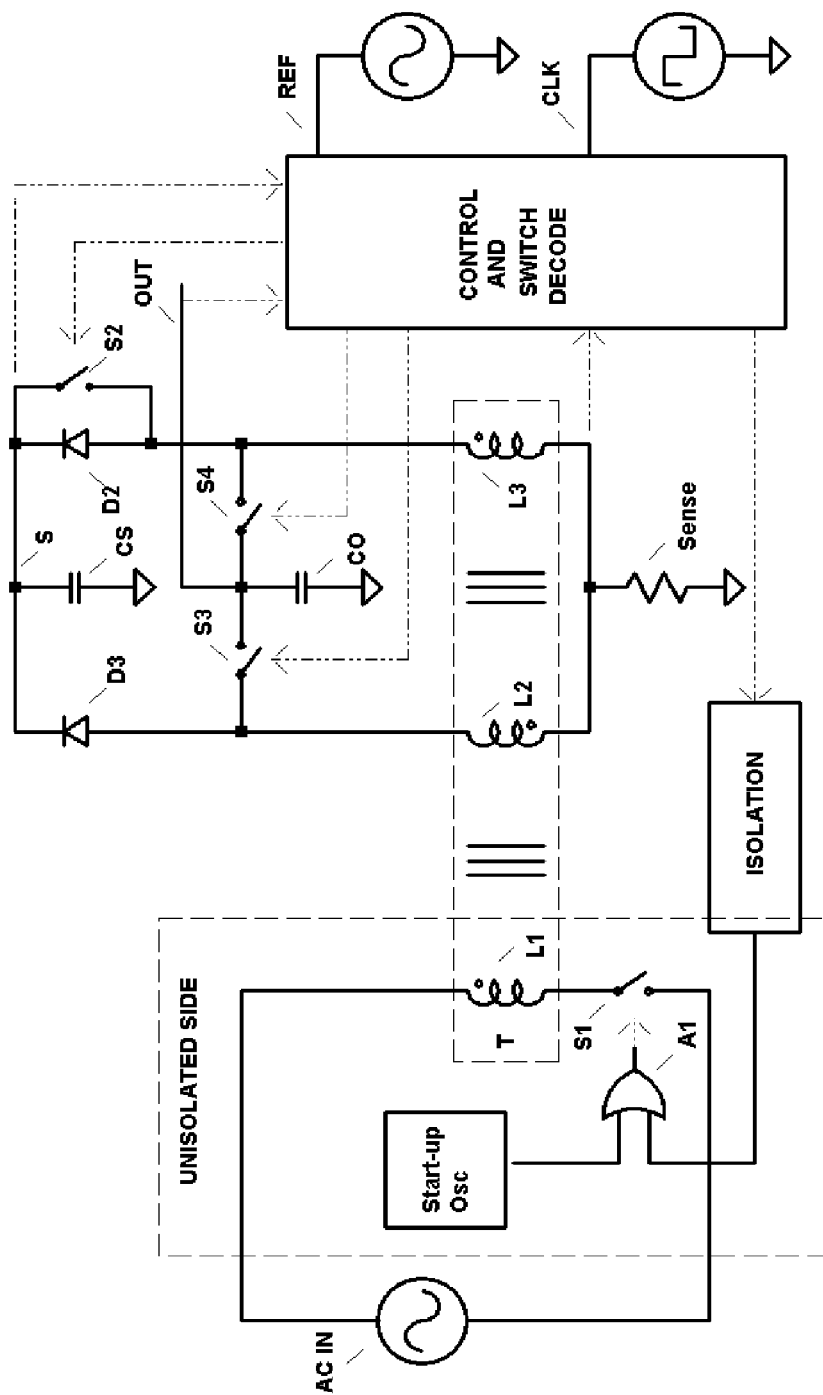 AC IN
UNISOLATED SIDE
Start-up
Osc
T
L1
S1
A1
ISOLATION
D3
S
CS
D2
S2
OUT
S3
S4
CO
L2
L3
Sense
CONTROL
AND
SWITCH
DECODE
REF
CLK